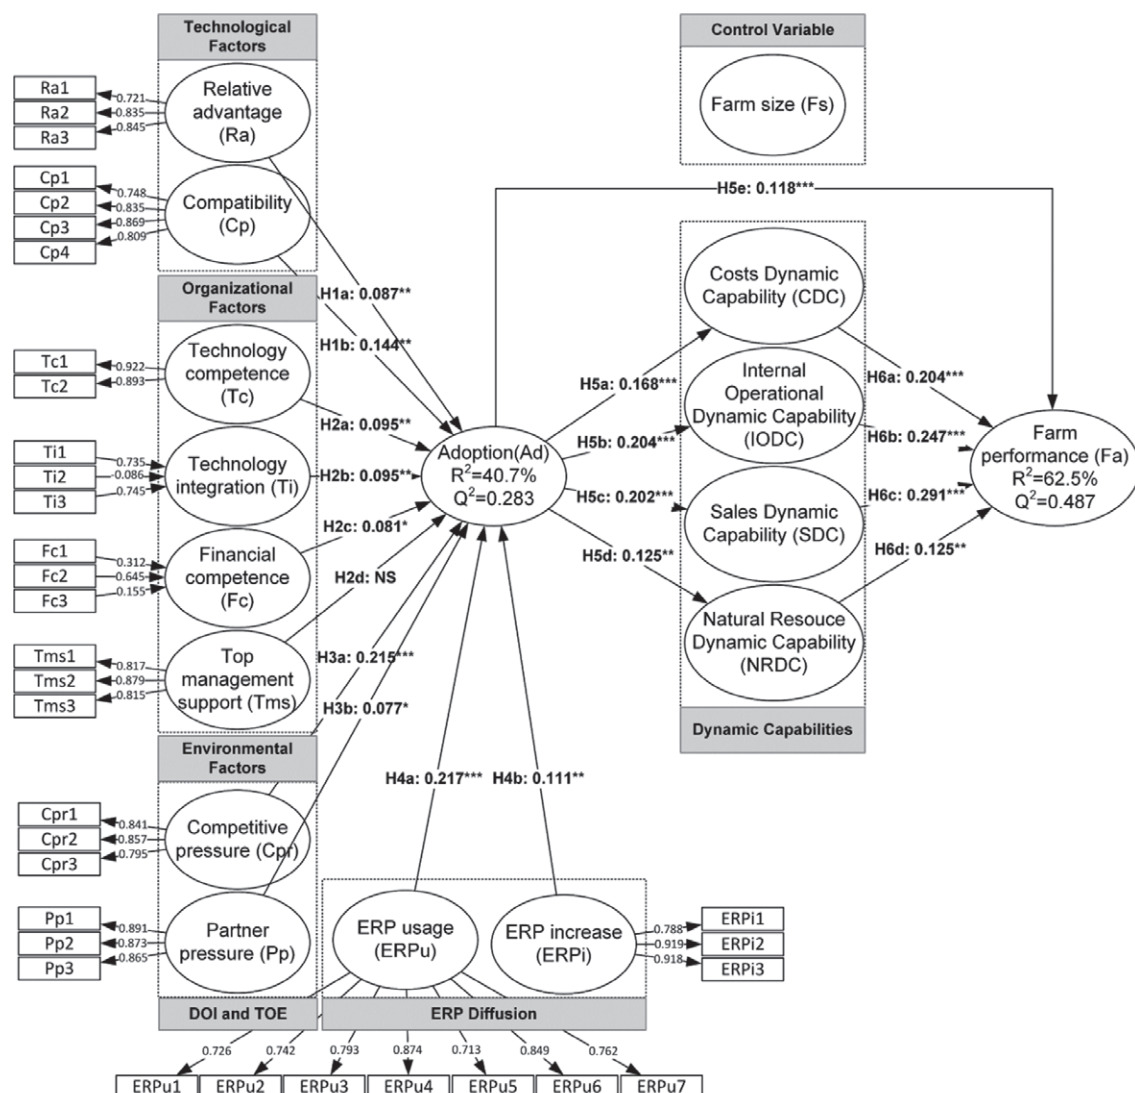 Technological
Factors
Ra1
Ra2
Ra3
0.721
0.835
0.845
Relative
advantage
(Ra)
Cp1
Cp2
Cp3
Cp4
0.748
0.835
0.869
0.809
Compatibility
(Cp)
Organizational
Factors
Tc1
Tc2
0.922
0.893
Technology
competence
(Tc)
Ti1
Ti2
Ti3
0.735
-0.086
0.745
Technology
integration (Ti)
Fc1
Fc2
Fc3
0.312
0.645
0.155
Financial
competence
(Fc)
Tms1
Tms2
Tms3
0.817
0.879
0.815
Top
management
support (Tms)
Environmental
Factors
Cpr1
Cpr2
Cpr3
0.841
0.857
0.795
Competitive
pressure (Cpr)
Pp1
Pp2
Pp3
0.891
0.873
0.865
Partner
pressure (Pp)
DOI and TOE
H1a: 0.087**
H1b: 0.144**
H2a: 0.095**
H2b: 0.095**
H2c: 0.081*
H2d: NS
H3a: 0.215***
H3b: 0.077*
H4a: 0.217***
H4b: 0.111**
Adoption(Ad)
R²=40.7%
Q²=0.283
ERP usage
(ERPu)
ERP increase
(ERPi)
0.788
0.919
0.918
ERPi1
ERPi2
ERPi3
ERP Diffusion
0.726
0.742
0.793
0.874
0.713
0.849
0.762
ERPu1
ERPu2
ERPu3
ERPu4
ERPu5
ERPu6
ERPu7
Control Variable
Farm size (Fs)
H5e: 0.118***
H5a: 0.168***
H5b: 0.204***
H5c: 0.202***
H5d: 0.125**
Costs Dynamic
Capability (CDC)
Internal
Operational
Dynamic Capability
(IODC)
Sales Dynamic
Capability (SDC)
Natural Resouce
Dynamic Capability
(NRDC)
Dynamic Capabilities
H6a: 0.204***
H6b: 0.247***
H6c: 0.291***
H6d: 0.125**
Farm
performance (Fa)
R²=62.5%
Q²=0.487